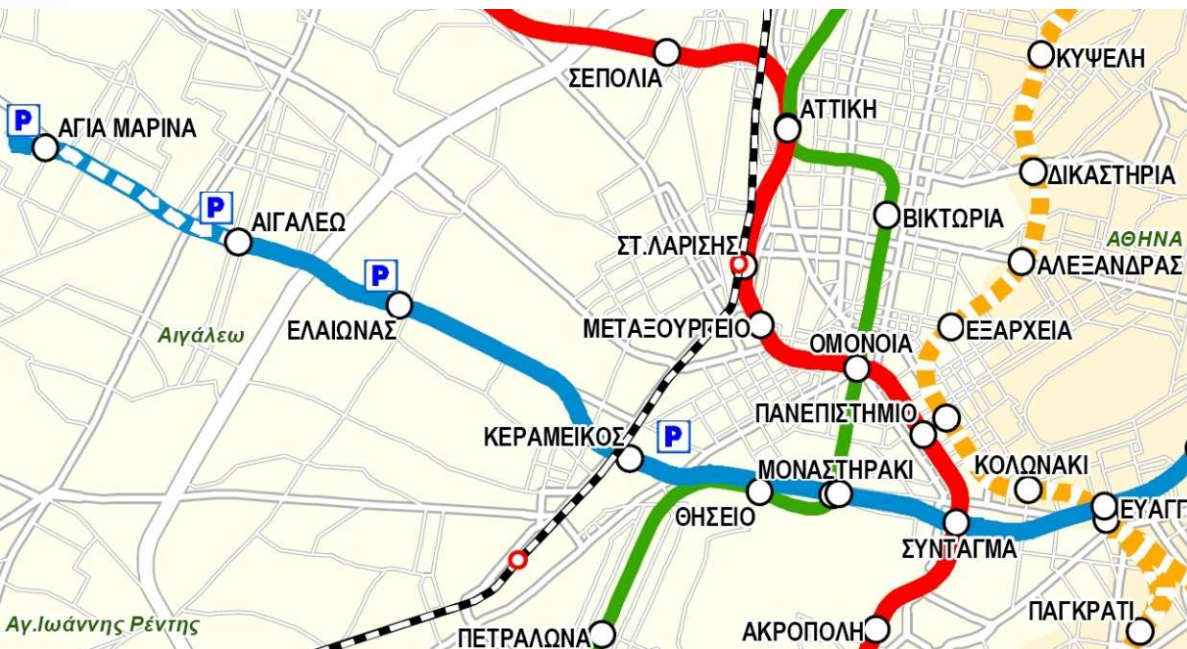 ΚΥΨΕΛΗ
ΣΕΠΟΛΙΑ
P
ΑΓΙΑ ΜΑΡΙΝΑ
ΑΤΤΙΚΗ
ΔΙΚΑΣΤΗΡΙΑ
P
ΑΙΓΑΛΕΩ
ΒΙΚΤΩΡΙΑ
ΣΤ.ΛΑΡΙΣΗΣ
ΑΘΗΝΑ
ΑΛΕΞΑΝΔΡΑΣ
P
ΕΛΑΙΩΝΑΣ
Αιγάλεω
ΜΕΤΑΞΟΥΡΓΕΙΟ
ΕΞΑΡΧΕΙΑ
ΟΜΟΝΟΙΑ
ΠΑΝΕΠΙΣΤΗΜΙΟ
ΚΕΡΑΜΕΙΚΟΣ
P
ΜΟΝΑΣΤΗΡΑΚΙ
ΚΟΛΩΝΑΚΙ
ΘΗΣΕΙΟ
ΕΥΑΓΓ
ΣΥΝΤΑΓΜΑ
Αγ.Ιωάννης Ρέντης
ΠΕΤΡΑΛΩΝΑ
ΑΚΡΟΠΟΛΗ
ΠΑΓΚΡΑΤΙ